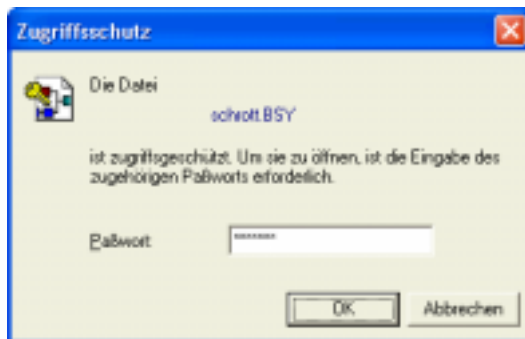 Zugriffsschutz
Die Datei
schrott.BSY
ist zugriffsgeschützt. Um sie zu öffnen, ist die Eingabe des
zugehörigen Paßworts erforderlich.
Paßwort
*******
OK
Abbrechen